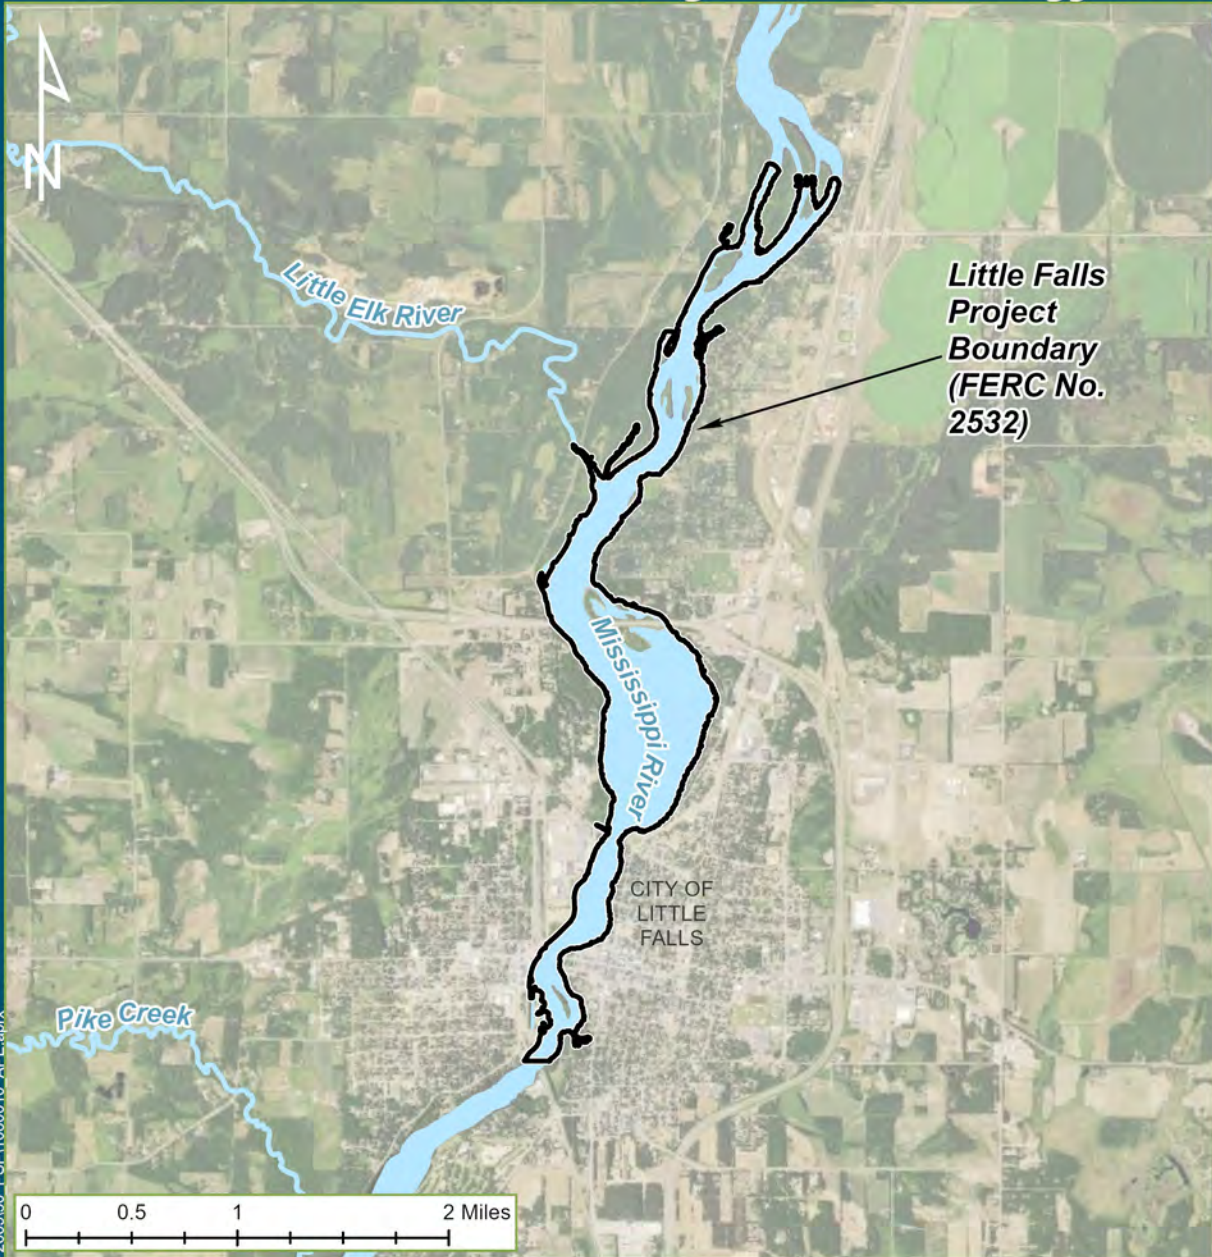 N
Little Elk River
Little Falls
Project
Boundary
(FERC No.
2532)
Mississippi River
CITY OF
LITTLE
FALLS
Pike Creek
0 0.5 1 2 Miles